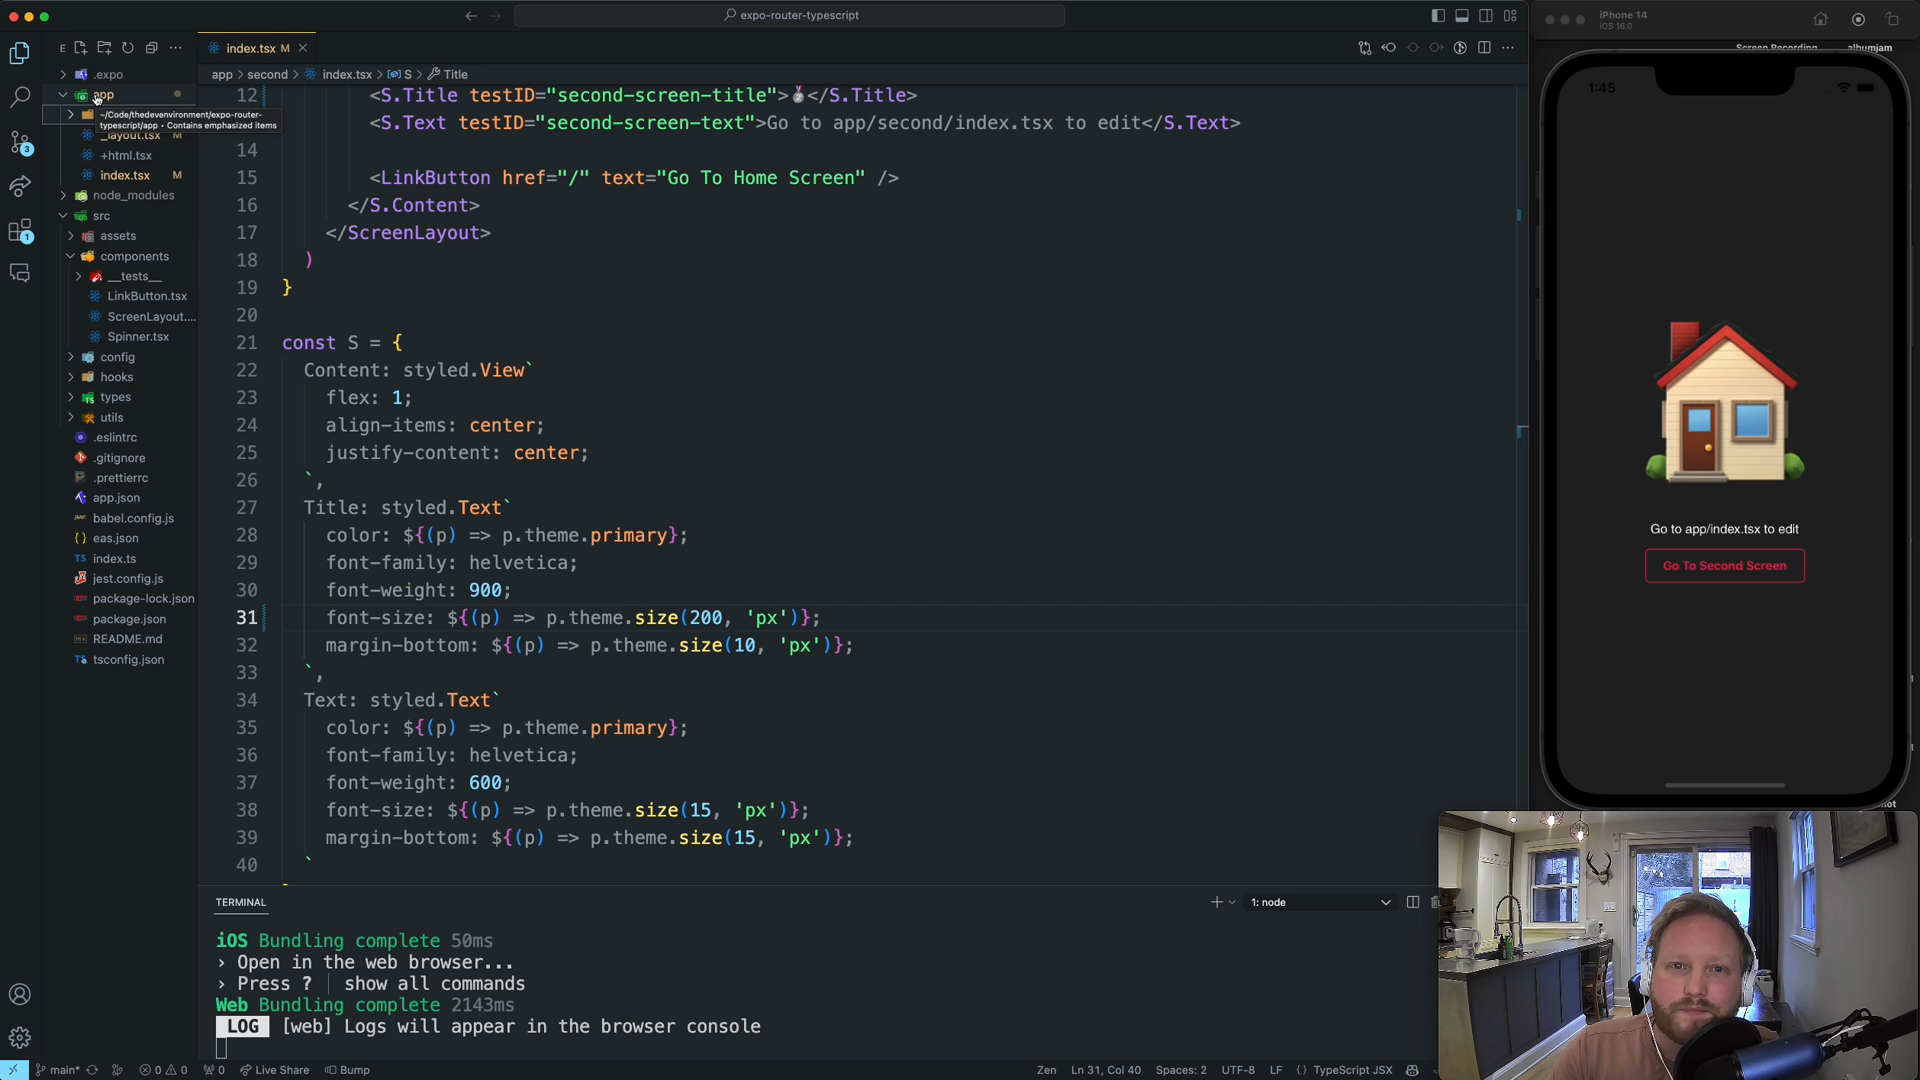 expo-router-typescript
E
index.tsx M
app > second > index.tsx > S > Title
.expo
app
~/Code/thedevenvironment/expo-router-
typescript/app • Contains emphasized items
_layout.tsx M
+html.tsx
index.tsx M
node_modules
src
assets
components
__tests__
LinkButton.tsx
ScreenLayout....
Spinner.tsx
config
hooks
types
utils
.eslintrc
.gitignore
.prettierrc
app.json
babel.config.js
eas.json
index.ts
jest.config.js
package-lock.json
package.json
README.md
tsconfig.json
3
1
12 <S.Title testID="second-screen-title">🥈</S.Title>
<S.Text testID="second-screen-text">Go to app/second/index.tsx to edit</S.Text>
14
15 <LinkButton href="/" text="Go To Home Screen" />
16 </S.Content>
17 </ScreenLayout>
18 )
19 }
20
21 const S = {
22 Content: styled.View`
23 flex: 1;
24 align-items: center;
25 justify-content: center;
26 `,
27 Title: styled.Text`
28 color: ${(p) => p.theme.primary};
29 font-family: helvetica;
30 font-weight: 900;
31 font-size: ${(p) => p.theme.size(200, 'px')};
32 margin-bottom: ${(p) => p.theme.size(10, 'px')};
33 `,
34 Text: styled.Text`
35 color: ${(p) => p.theme.primary};
36 font-family: helvetica;
37 font-weight: 600;
38 font-size: ${(p) => p.theme.size(15, 'px')};
39 margin-bottom: ${(p) => p.theme.size(15, 'px')};
40 `
TERMINAL
1: node
iOS Bundling complete 50ms
› Open in the web browser...
› Press ? │ show all commands
Web Bundling complete 2143ms
LOG [web] Logs will appear in the browser console
main* 0 0 0 Live Share Bump
Zen Ln 31, Col 40 Spaces: 2 UTF-8 LF {} TypeScript JSX
iPhone 14
iOS 16.0
Screen Recording albumjam
1:45
Go to app/index.tsx to edit
Go To Second Screen